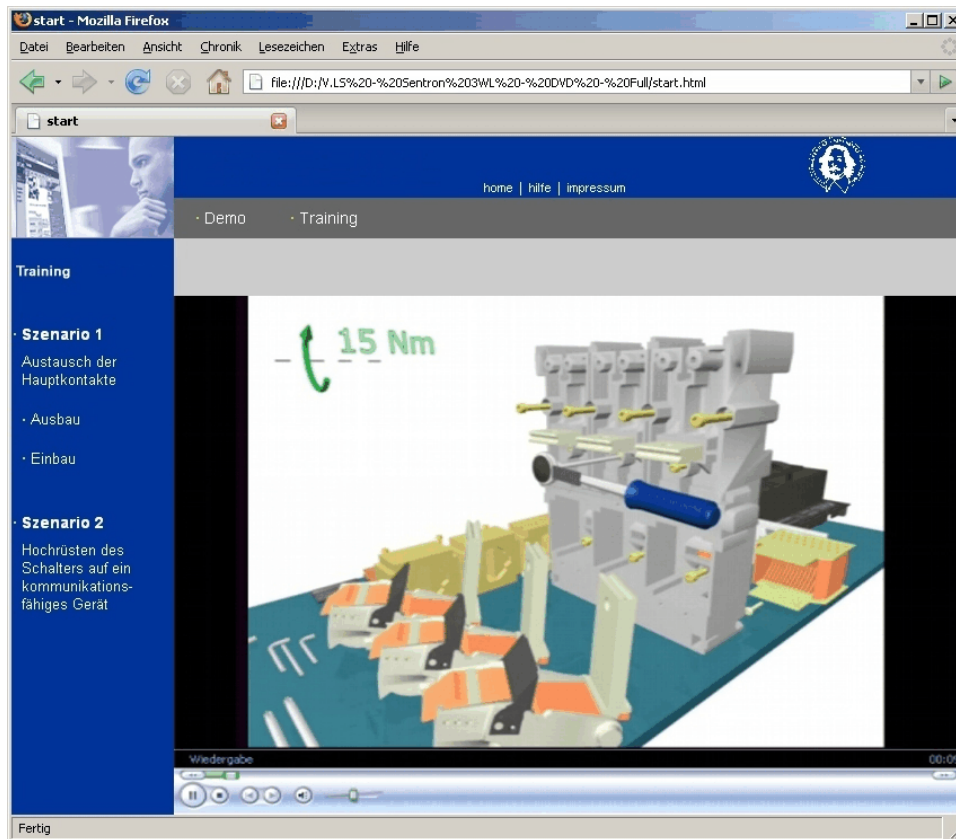 start - Mozilla Firefox
Datei Bearbeiten Ansicht Chronik Lesezeichen Extras Hilfe
file:///D:/V.LS%20-%20Sentron%203WL%20-%20DVD%20-%20Full/start.html
start
home | hilfe | impressum
· Demo · Training
Training
· Szenario 1
Austausch der
Hauptkontakte
· Ausbau
· Einbau
· Szenario 2
Hochrüsten des
Schalters auf ein
kommunikations-
fähiges Gerät
15 Nm
Wiedergabe
Fertig